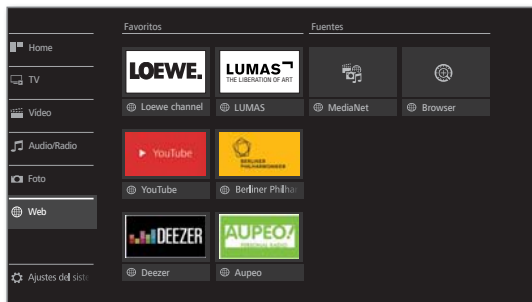 Favoritos
Fuentes
Home
TV
Vídeo
Audio/Radio
Foto
Web
Ajustes del siste
LOEWE.
LUMAS
THE LIBERATION OF ART
Loewe channel
LUMAS
MediaNet
Browser
YouTube
BERLINER
PHILHARMONIKER
YouTube
Berliner Philhar
DEEZER
AUPEO!
PERSONAL RADIO
Deezer
Aupeo